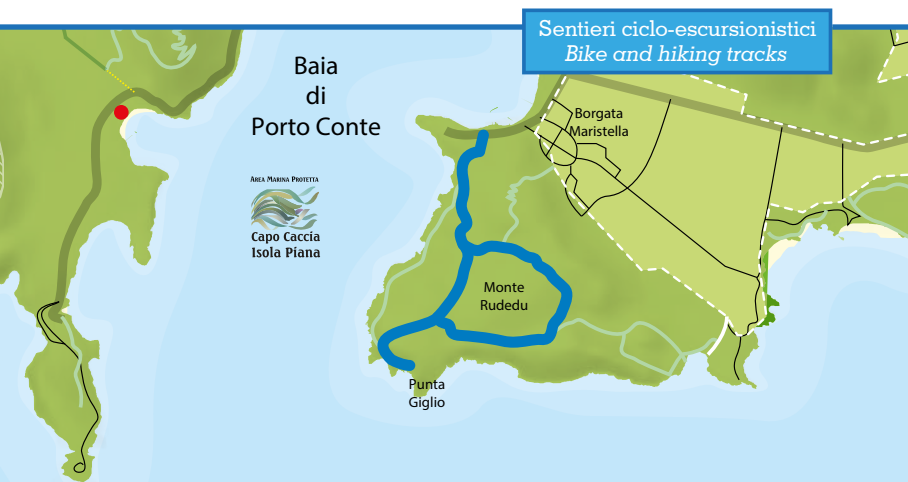 Sentieri ciclo-escursionistici
Bike and hiking tracks
Baia
di
Porto Conte
Borgata
Maristella
AREA MARINA PROTETTA
Capo Caccia
Isola Piana
Monte
Rudedu
Punta
Giglio